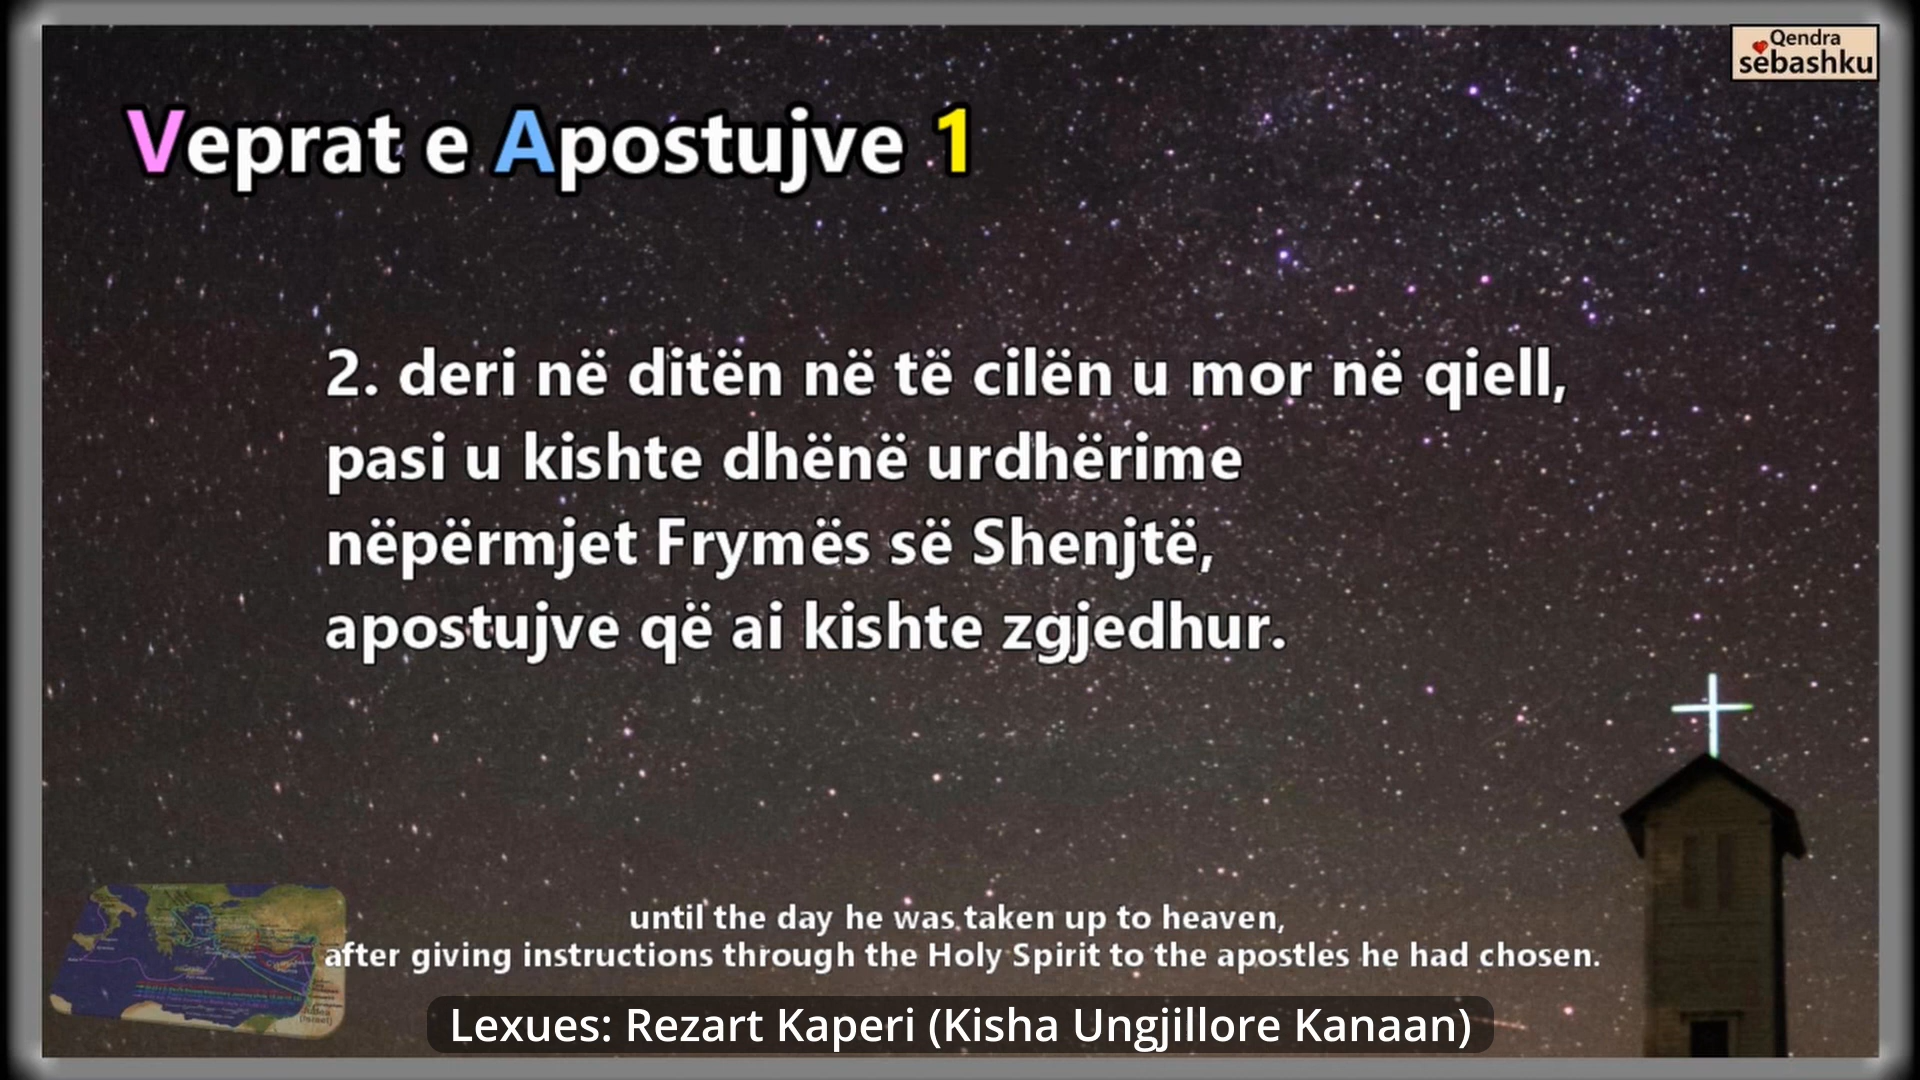 Qendra
sebashku
Veprat e Apostujve 1
2. deri në ditën në të cilën u mor në qiell,
pasi u kishte dhënë urdhërime
nëpërmjet Frymës së Shenjtë,
apostujve që ai kishte zgjedhur.
until the day he was taken up to heaven,
after giving instructions through the Holy Spirit to the apostles he had chosen.
Lexues: Rezart Kaperi (Kisha Ungjillore Kanaan)